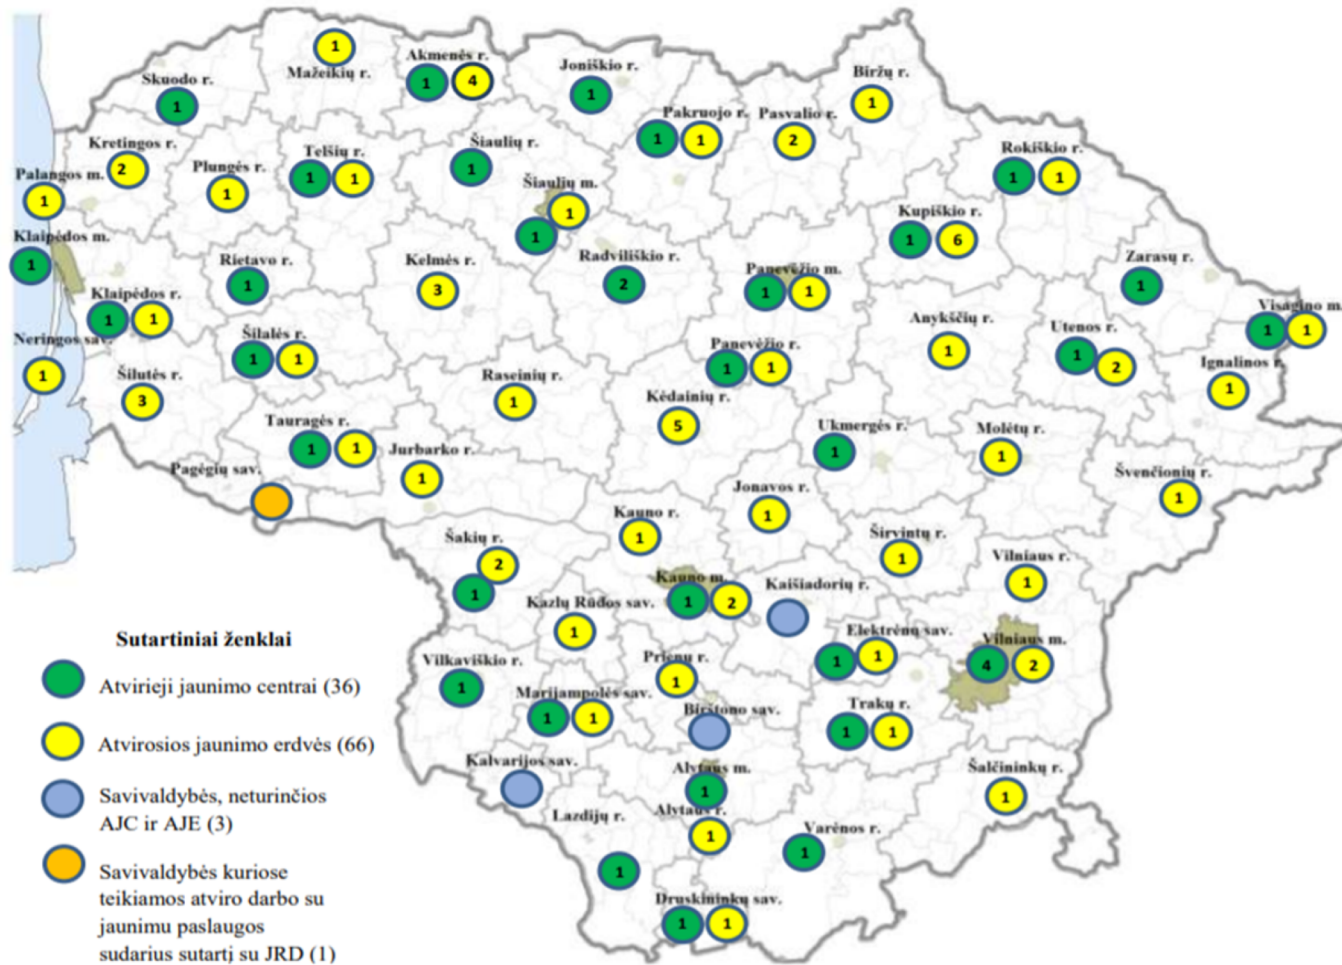 Mažeikių r.
1
Akmenės r.
1 4
Skuodo r.
1
Joniškio r.
1
Biržų r.
1
Pakruojo r.
1 1
Pasvalio r.
2
Kretingos r.
2
Plungės r.
1
Telšių r.
1 1
Šiaulių r.
1
Rokiškio r.
1 1
Palangos m.
1
Šiaulių m.
1
1
Kupiškio r.
1 6
Klaipėdos m.
1
Rietavo r.
1
Kelmės r.
3
Radviliškio r.
2
Panevėžio m.
1 1
Zarasų r.
1
Klaipėdos r.
1 1
Visagino m.
1 1
Anykščių r.
1
Utenos r.
1 2
Neringos sav.
1
Šilalės r.
1 1
Panevėžio r.
1 1
Ignalinos r.
1
Šilutės r.
3
Raseinių r.
1
Kėdainių r.
5
Tauragės r.
1 1
Jurbarko r.
1
Ukmergės r.
1
Molėtų r.
1
Pagėgių sav.
Švenčionių r.
1
Jonavos r.
1
Kauno r.
1
Širvintų r.
1
Šakių r.
2
1
Vilniaus r.
1
Kauno m.
1 2
Kaišiadorių r.
Kazlų Rūdos sav.
1
Elektrėnų sav.
1 1
Vilniaus m.
4 2
Vilkaviškio r.
1
Prienų r.
1
Marijampolės sav.
1 1
Birštono sav.
Trakų r.
1 1
Kalvarijos sav.
Alytaus m.
1
Šalčininkų r.
1
Lazdijų r.
1
Alytaus r.
1
Varėnos r.
1
Druskininkų sav.
1 1
Sutartiniai ženklai
Atvirieji jaunimo centrai (36)
Atvirosios jaunimo erdvės (66)
Savivaldybės, neturinčios
AJC ir AJE (3)
Savivaldybės kuriose
teikiamos atviro darbo su
jaunimu paslaugos
sudarius sutartį su JRD (1)